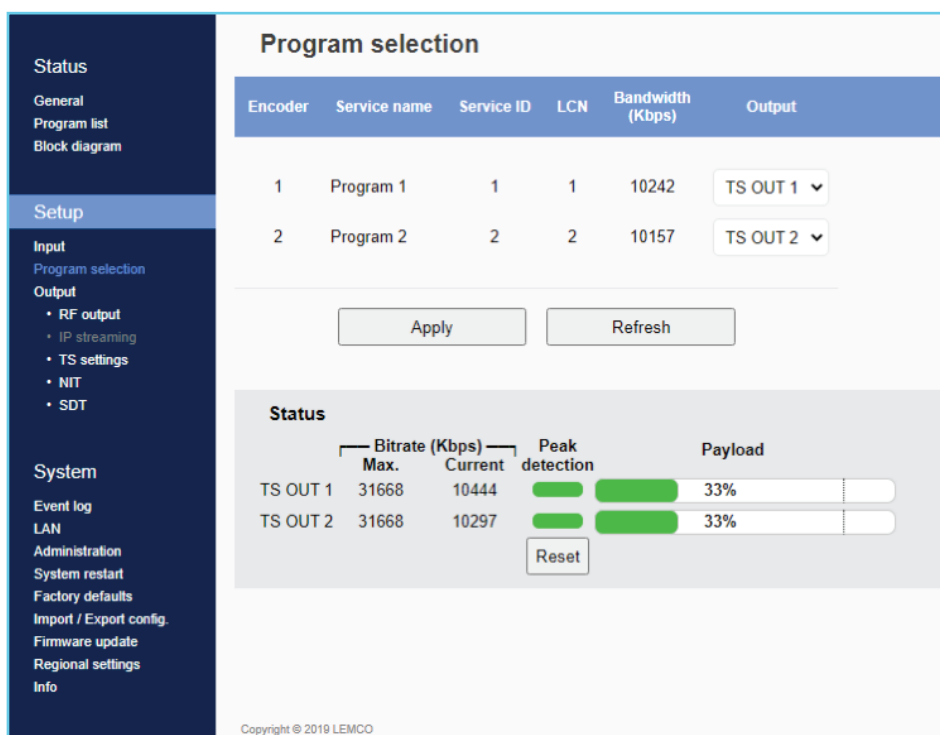 Status
General
Program list
Block diagram
Setup
Input
Program selection
Output
• RF output
• IP streaming
• TS settings
• NIT
• SDT
System
Event log
LAN
Administration
System restart
Factory defaults
Import / Export config.
Firmware update
Regional settings
Info
Program selection
Encoder Service name Service ID LCN Bandwidth (Kbps) Output
1 Program 1 1 1 10242 TS OUT 1
2 Program 2 2 2 10157 TS OUT 2
Apply Refresh
Status
Bitrate (Kbps) Peak
Max. Current detection Payload
TS OUT 1 31668 10444 33%
TS OUT 2 31668 10297 33%
Reset
Copyright © 2019 LEMCO